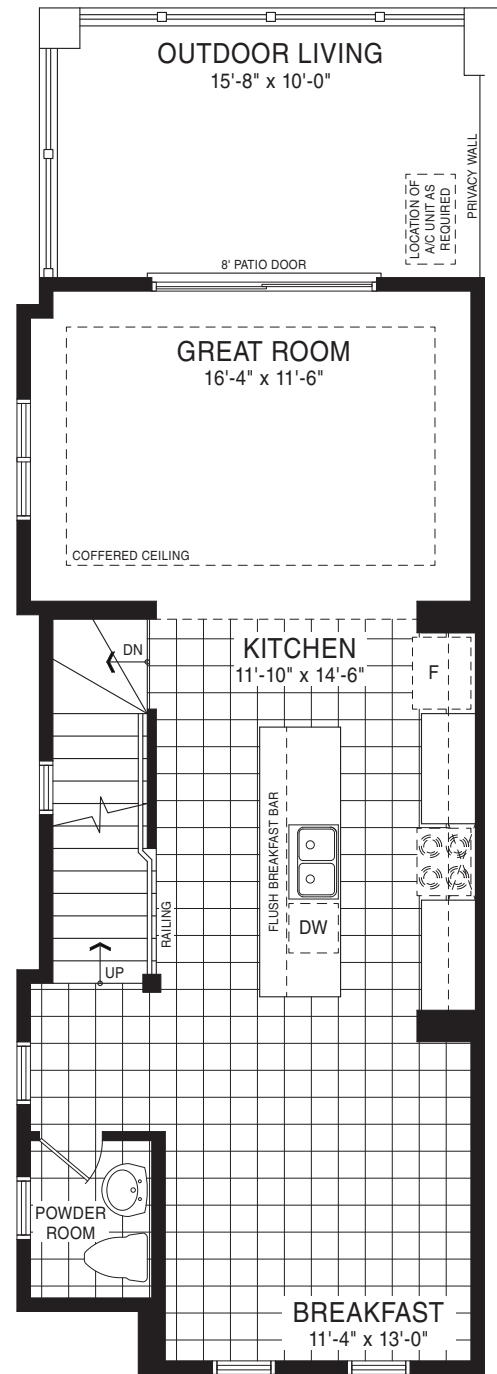 OUTDOOR LIVING
15'-8" x 10'-0"
PRIVACY WALL
LOCATION OF
A/C UNIT AS
REQUIRED
8' PATIO DOOR
GREAT ROOM
16'-4" x 11'-6"
COFFERED CEILING
DN
KITCHEN
11'-10" x 14'-6"
F
FLUSH BREAKFAST BAR
DW
RAILING
UP
POWDER
ROOM
BREAKFAST
11'-4" x 13'-0"